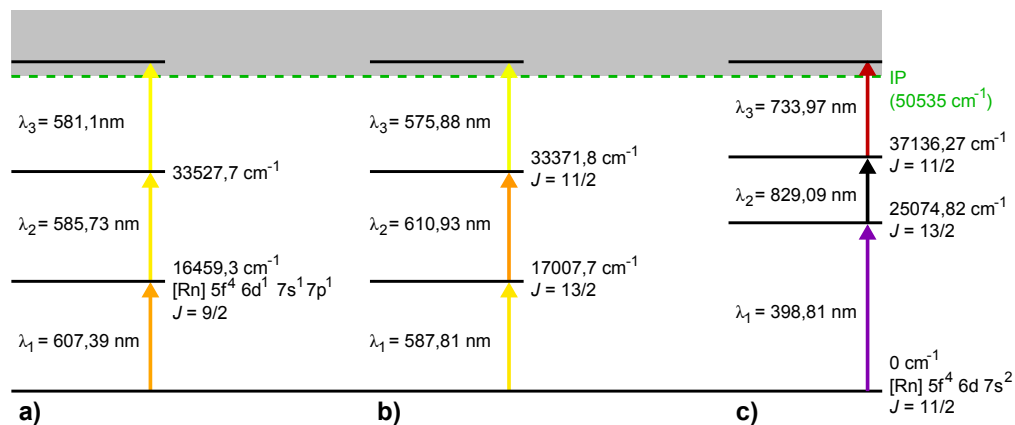 λ3 = 581,1nm
33527,7 cm⁻¹
λ2 = 585,73 nm
16459,3 cm⁻¹
[Rn] 5f⁴ 6d¹ 7s¹ 7p¹
J = 9/2
λ1 = 607,39 nm
a)
λ3 = 575,88 nm
33371,8 cm⁻¹
J = 11/2
λ2 = 610,93 nm
17007,7 cm⁻¹
J = 13/2
λ1 = 587,81 nm
b)
IP
(50535 cm⁻¹)
λ3 = 733,97 nm
37136,27 cm⁻¹
J = 11/2
λ2 = 829,09 nm
25074,82 cm⁻¹
J = 13/2
λ1 = 398,81 nm
0 cm⁻¹
[Rn] 5f⁴ 6d 7s²
J = 11/2
c)